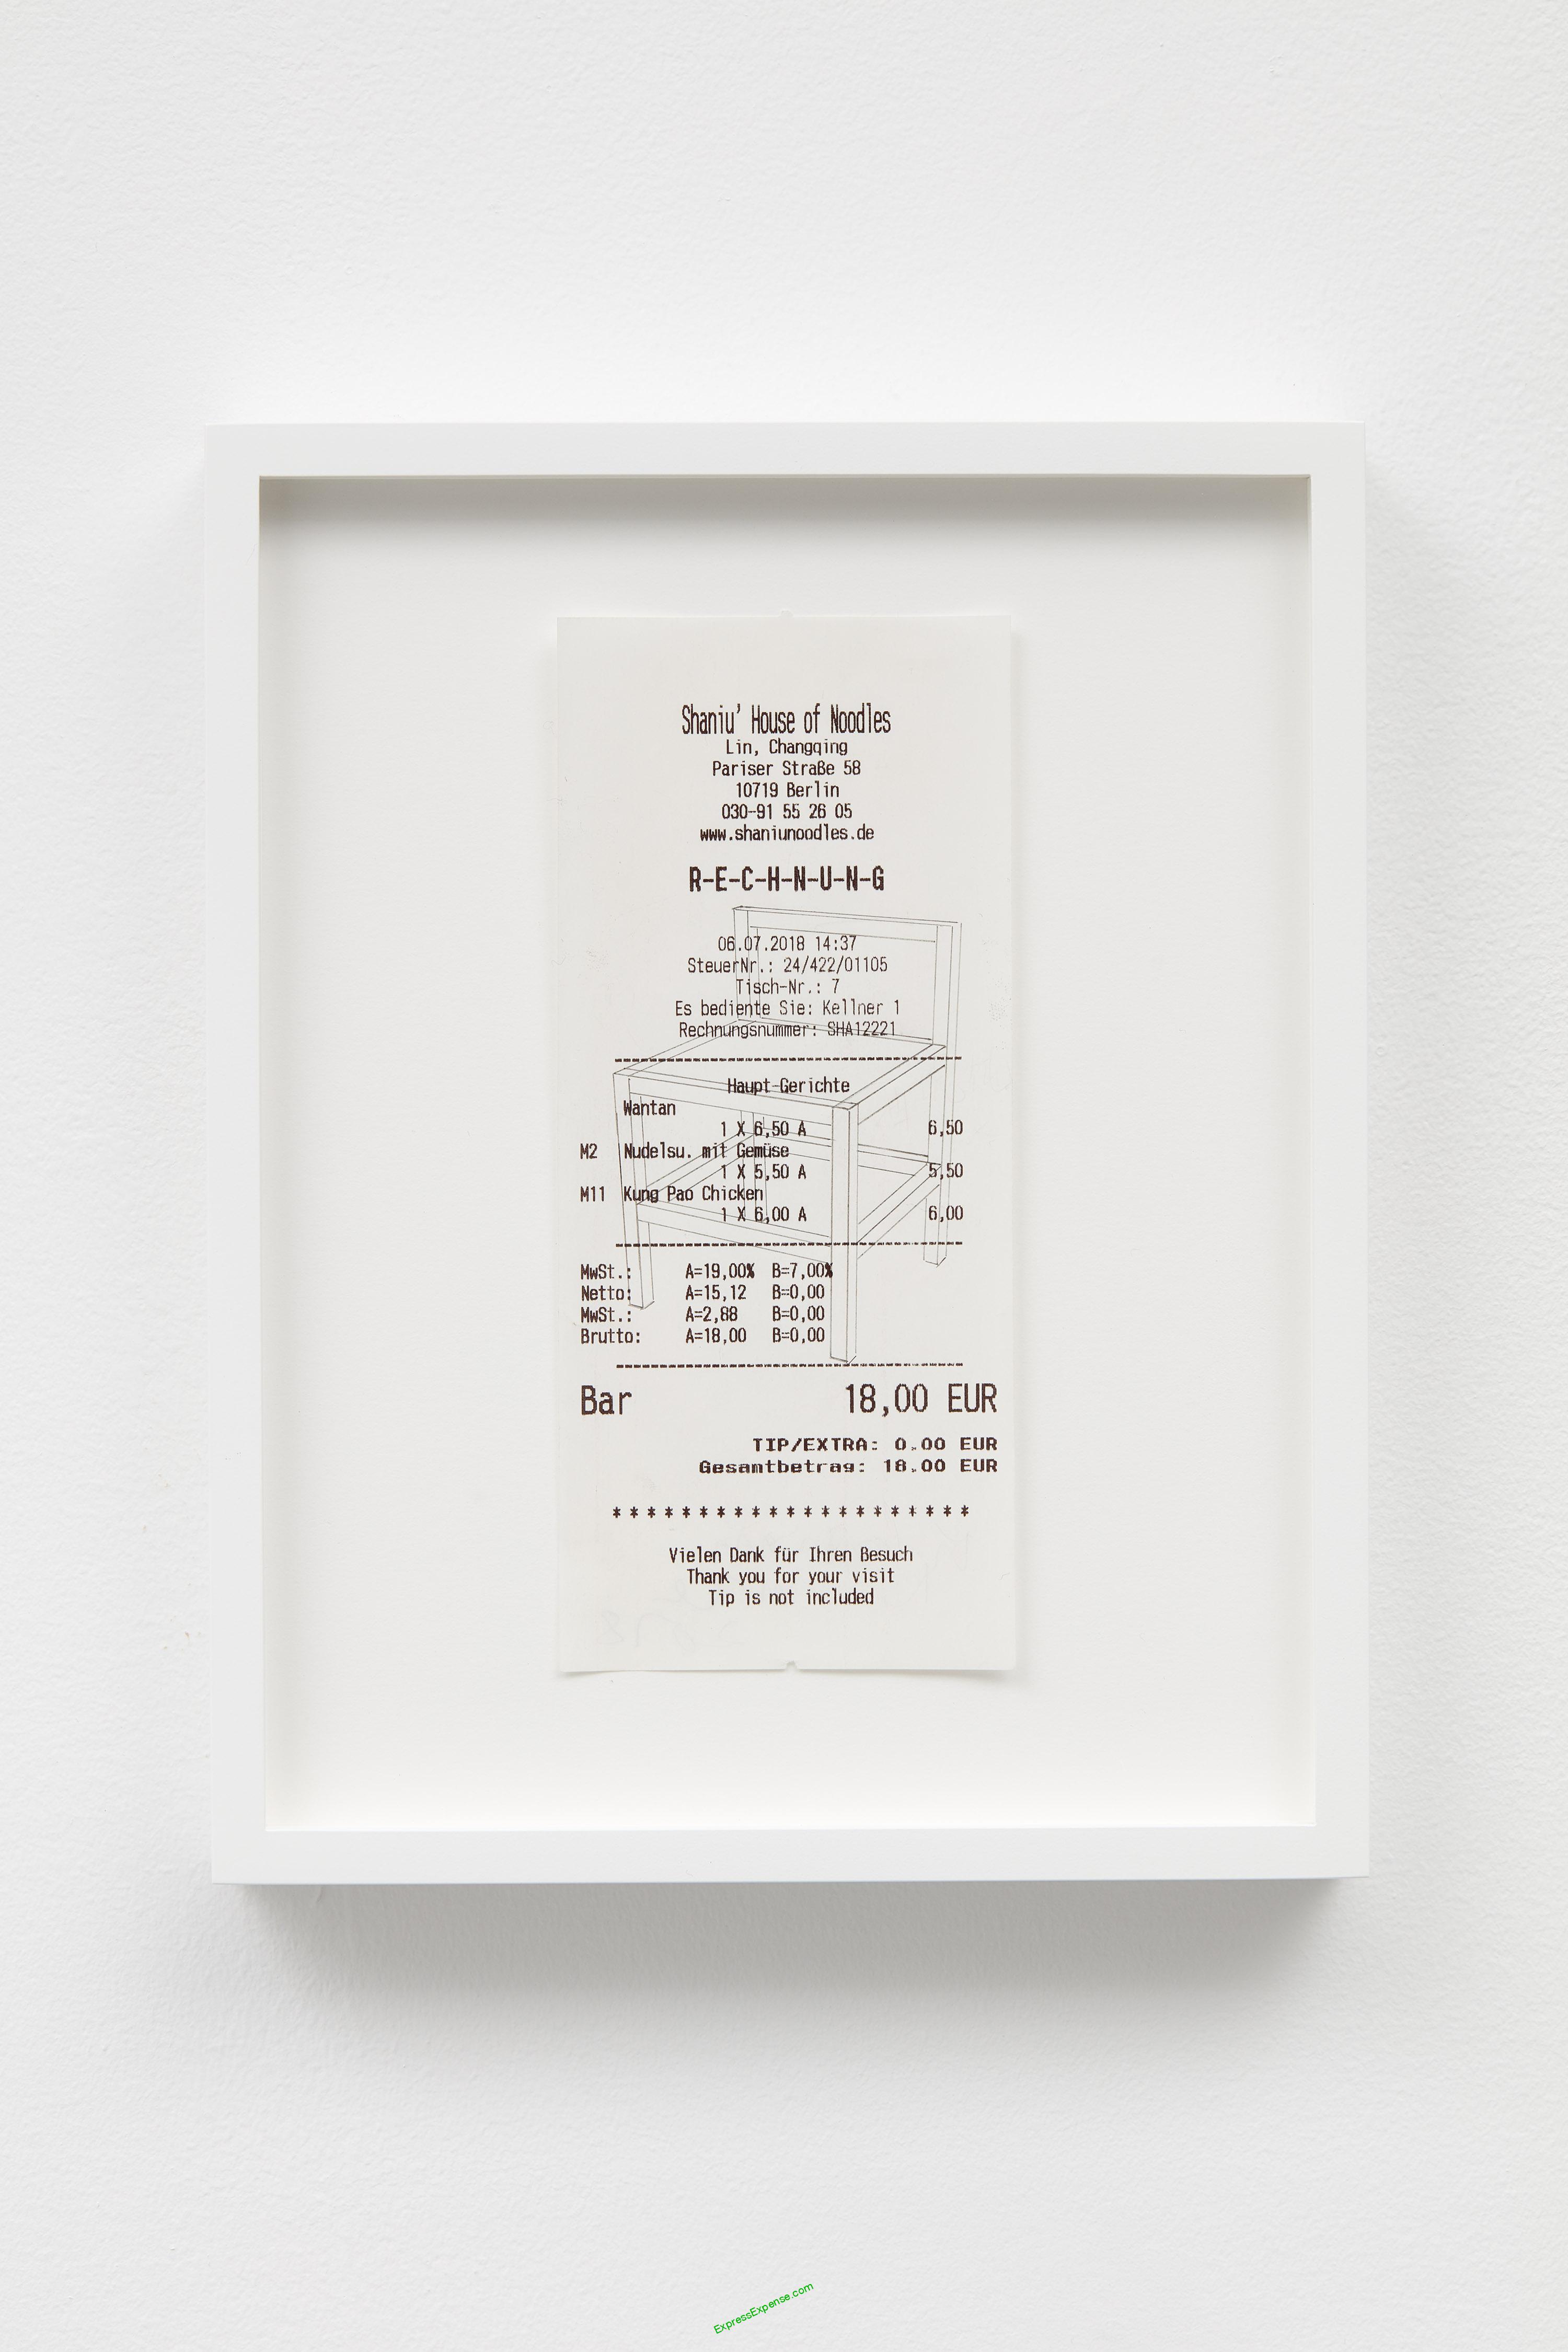 Shaniu' House of Noodles
Lin, Changqing
Pariser Straße 58
10719 Berlin
030-91 55 26 05
www.shaniunoodles.de
R-E-C-H-N-U-N-G
06.07.2018 14:37
SteuerNr.: 24/422/01105
Tisch-Nr.: 7
Es bediente Sie: Kellner 1
Rechnungsnummer: SHA12221
Haupt-Gerichte
Wantan
1 X 6,50 A 6,50
M2 Nudelsu. mit Gemüse
1 X 5,50 A 5,50
M11 Kung Pao Chicken
1 X 6,00 A 6,00
MwSt.: A=19,00% B=7,00%
Netto: A=15,12 B=0,00
MwSt.: A=2,88 B=0,00
Brutto: A=18,00 B=0,00
Bar 18,00 EUR
TIP/EXTRA: 0.00 EUR
Gesamtbetrag: 18.00 EUR
* * * * * * * * * * * * * * * * * * * * *
Vielen Dank für Ihren Besuch
Thank you for your visit
Tip is not included
ExpressExpense.com